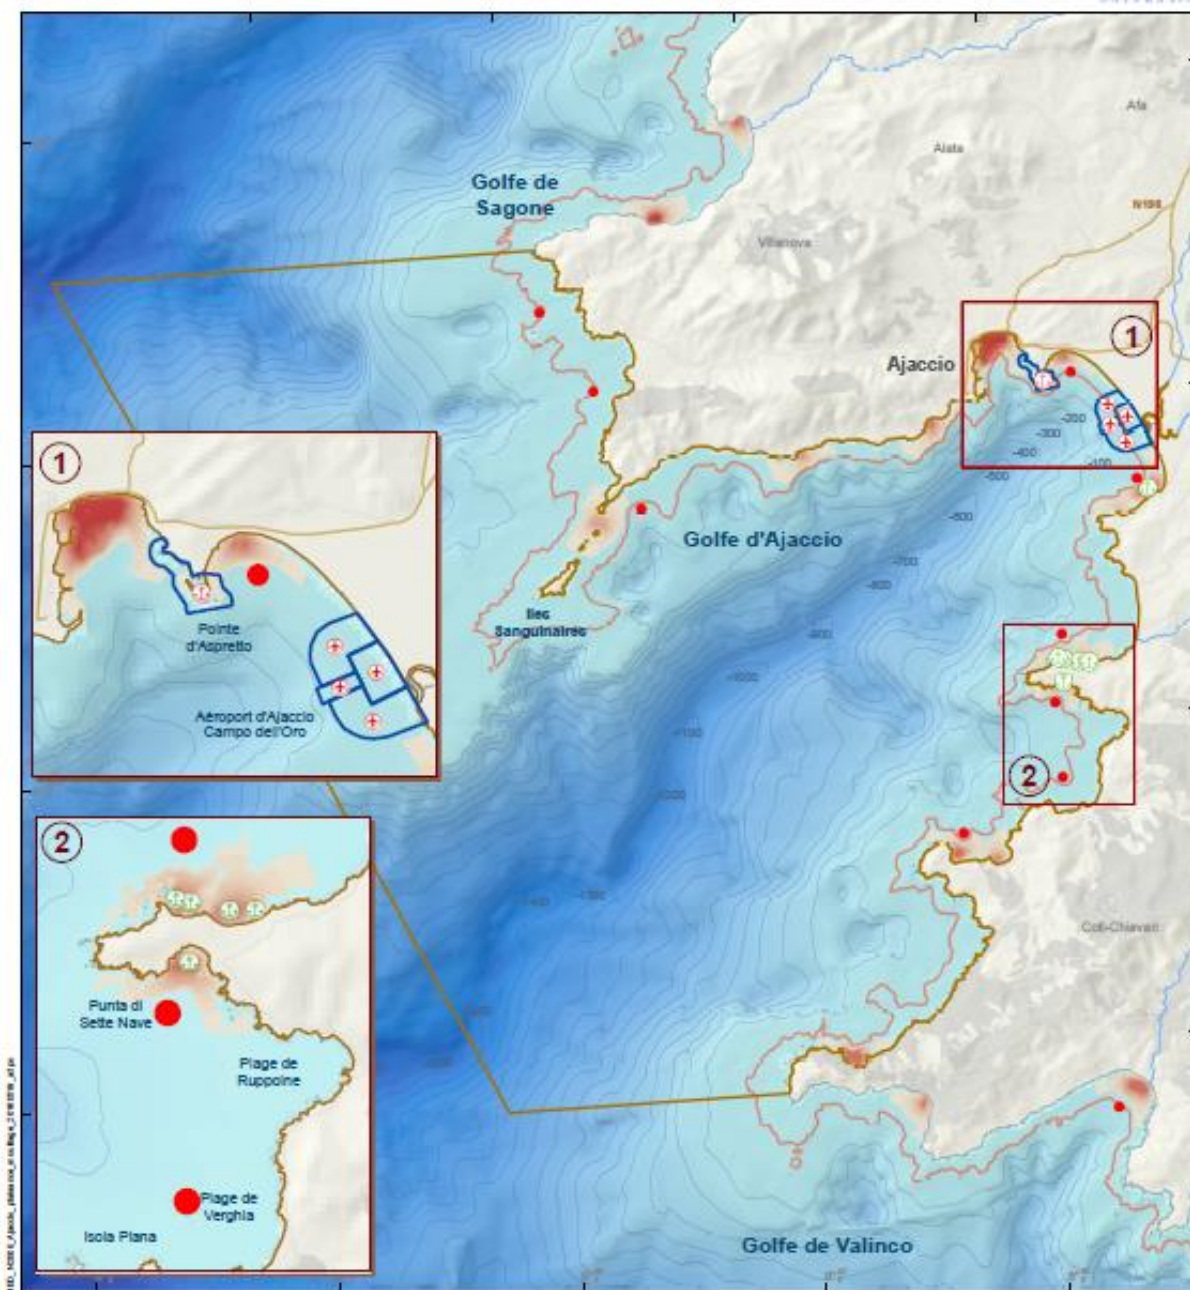 Afa
Alata
Golfe de
Sagone
N196
Villanova
1
Ajaccio
-200
-300
-400
-100
-500
1
-600
Golfe d'Ajaccio
-700
-800
Iles
Sanguinaires
Pointe
d'Aspretto
-900
-1000
Aéroport d'Ajaccio
Campo dell'Oro
2
2
Coti-Chiavari
Punta di
Sette Nave
Plage de
Ruppoine
Plage de
Verghia
Isola Piana
Golfe de Valinco